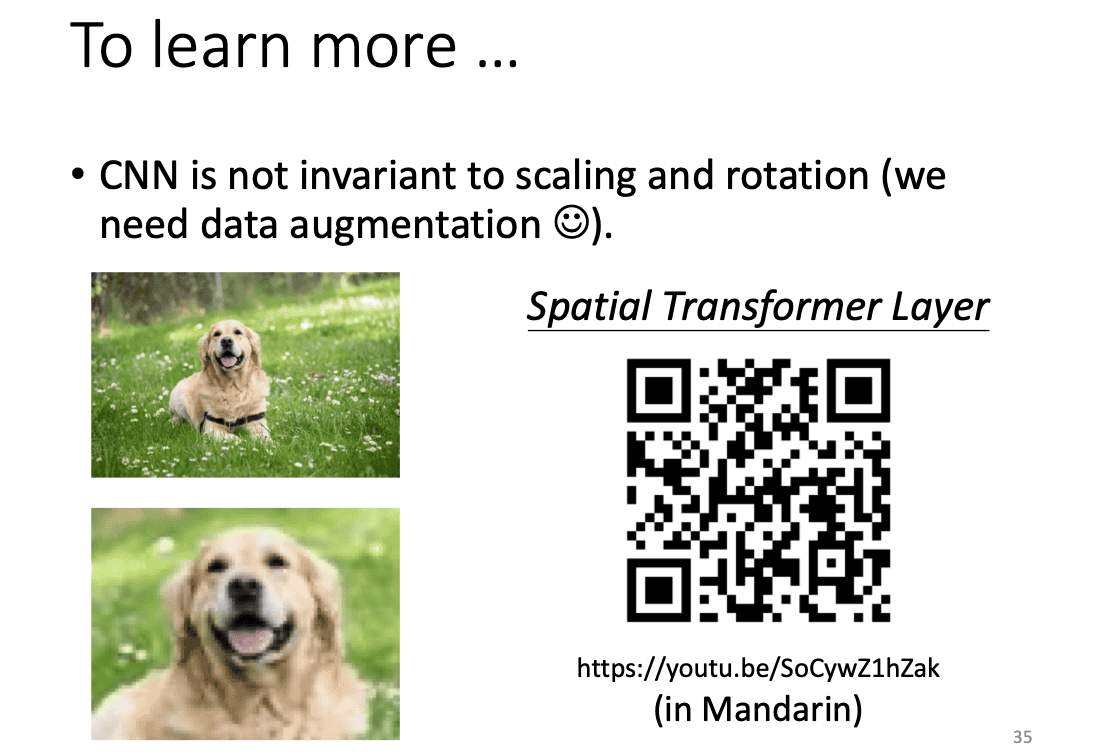 To learn more …
• CNN is not invariant to scaling and rotation (we
need data augmentation ☺).
Spatial Transformer Layer
https://youtu.be/SoCywZ1hZak
(in Mandarin)
35